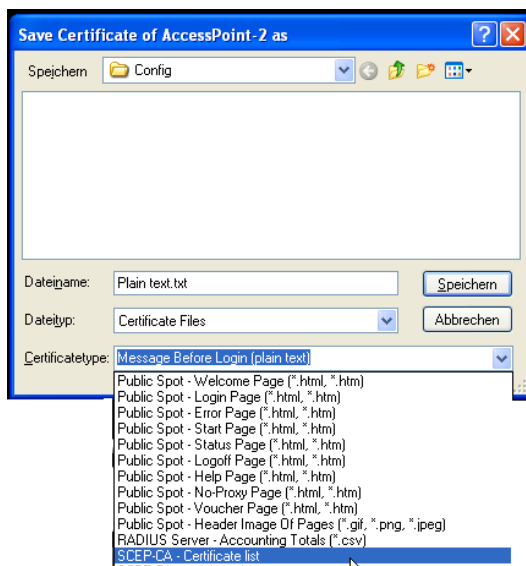 Save Certificate of AccessPoint-2 as
Speichern Config
Dateiname: Plain text.txt Speichern
Dateityp: Certificate Files Abbrechen
Certificatetype: Message Before Login (plain text)
Public Spot - Welcome Page (*.html, *.htm)
Public Spot - Login Page (*.html, *.htm)
Public Spot - Error Page (*.html, *.htm)
Public Spot - Start Page (*.html, *.htm)
Public Spot - Status Page (*.html, *.htm)
Public Spot - Logoff Page (*.html, *.htm)
Public Spot - Help Page (*.html, *.htm)
Public Spot - No-Proxy Page (*.html, *.htm)
Public Spot - Voucher Page (*.html, *.htm)
Public Spot - Header Image Of Pages (*.gif, *.png, *.jpeg)
RADIUS Server - Accounting Totals (*.csv)
SCEP-CA - Certificate list